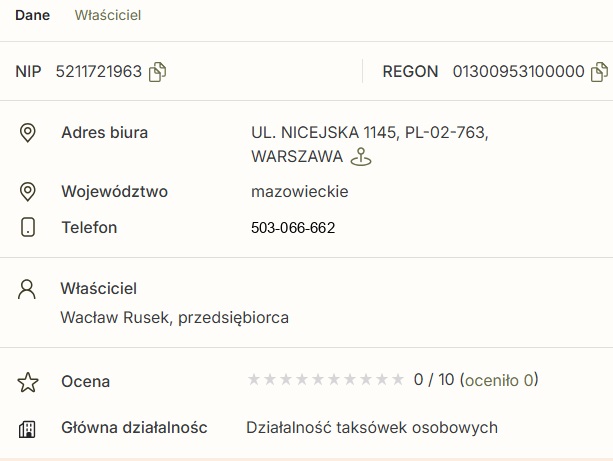 Dane Właściciel
NIP 5211721963 REGON 01300953100000
Adres biura UL. NICEJSKA 1145, PL-02-763,
WARSZAWA
Województwo mazowieckie
Telefon 503-066-662
Właściciel
Wacław Rusek, przedsiębiorca
Ocena 0 / 10 (oceniło 0)
Główna działalnośc Działalność taksówek osobowych